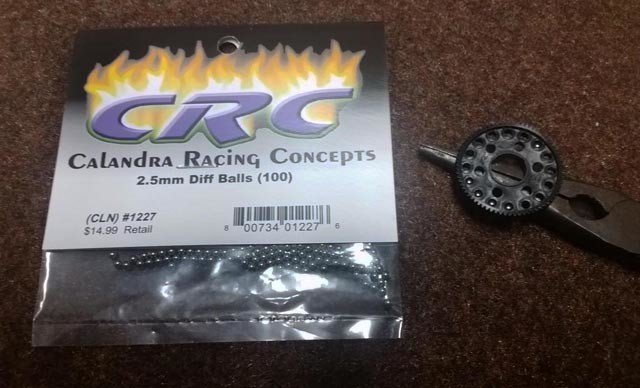 CRC
Calandra Racing Concepts
2.5mm Diff Balls (100)
(CLN) #1227
$14.99 Retail
8 00734 01227 6